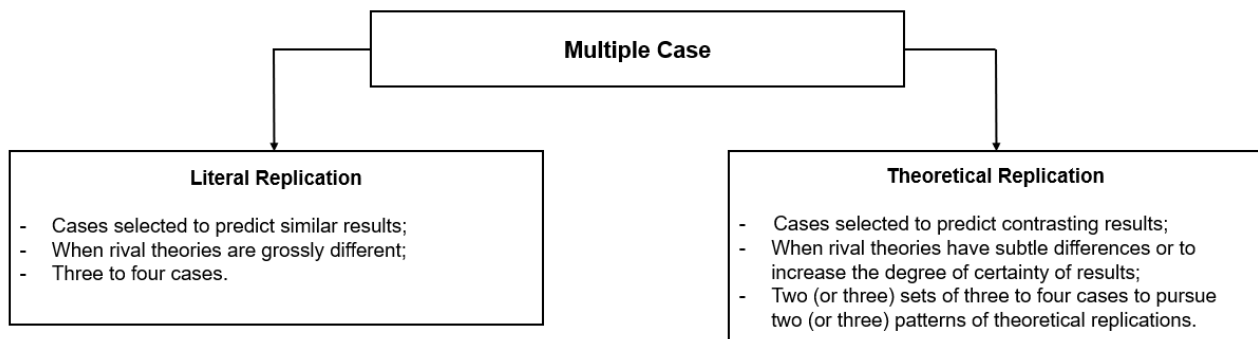 Multiple Case
Literal Replication
- Cases selected to predict similar results;
- When rival theories are grossly different;
- Three to four cases.
Theoretical Replication
- Cases selected to predict contrasting results;
- When rival theories have subtle differences or to
increase the degree of certainty of results;
- Two (or three) sets of three to four cases to pursue
two (or three) patterns of theoretical replications.